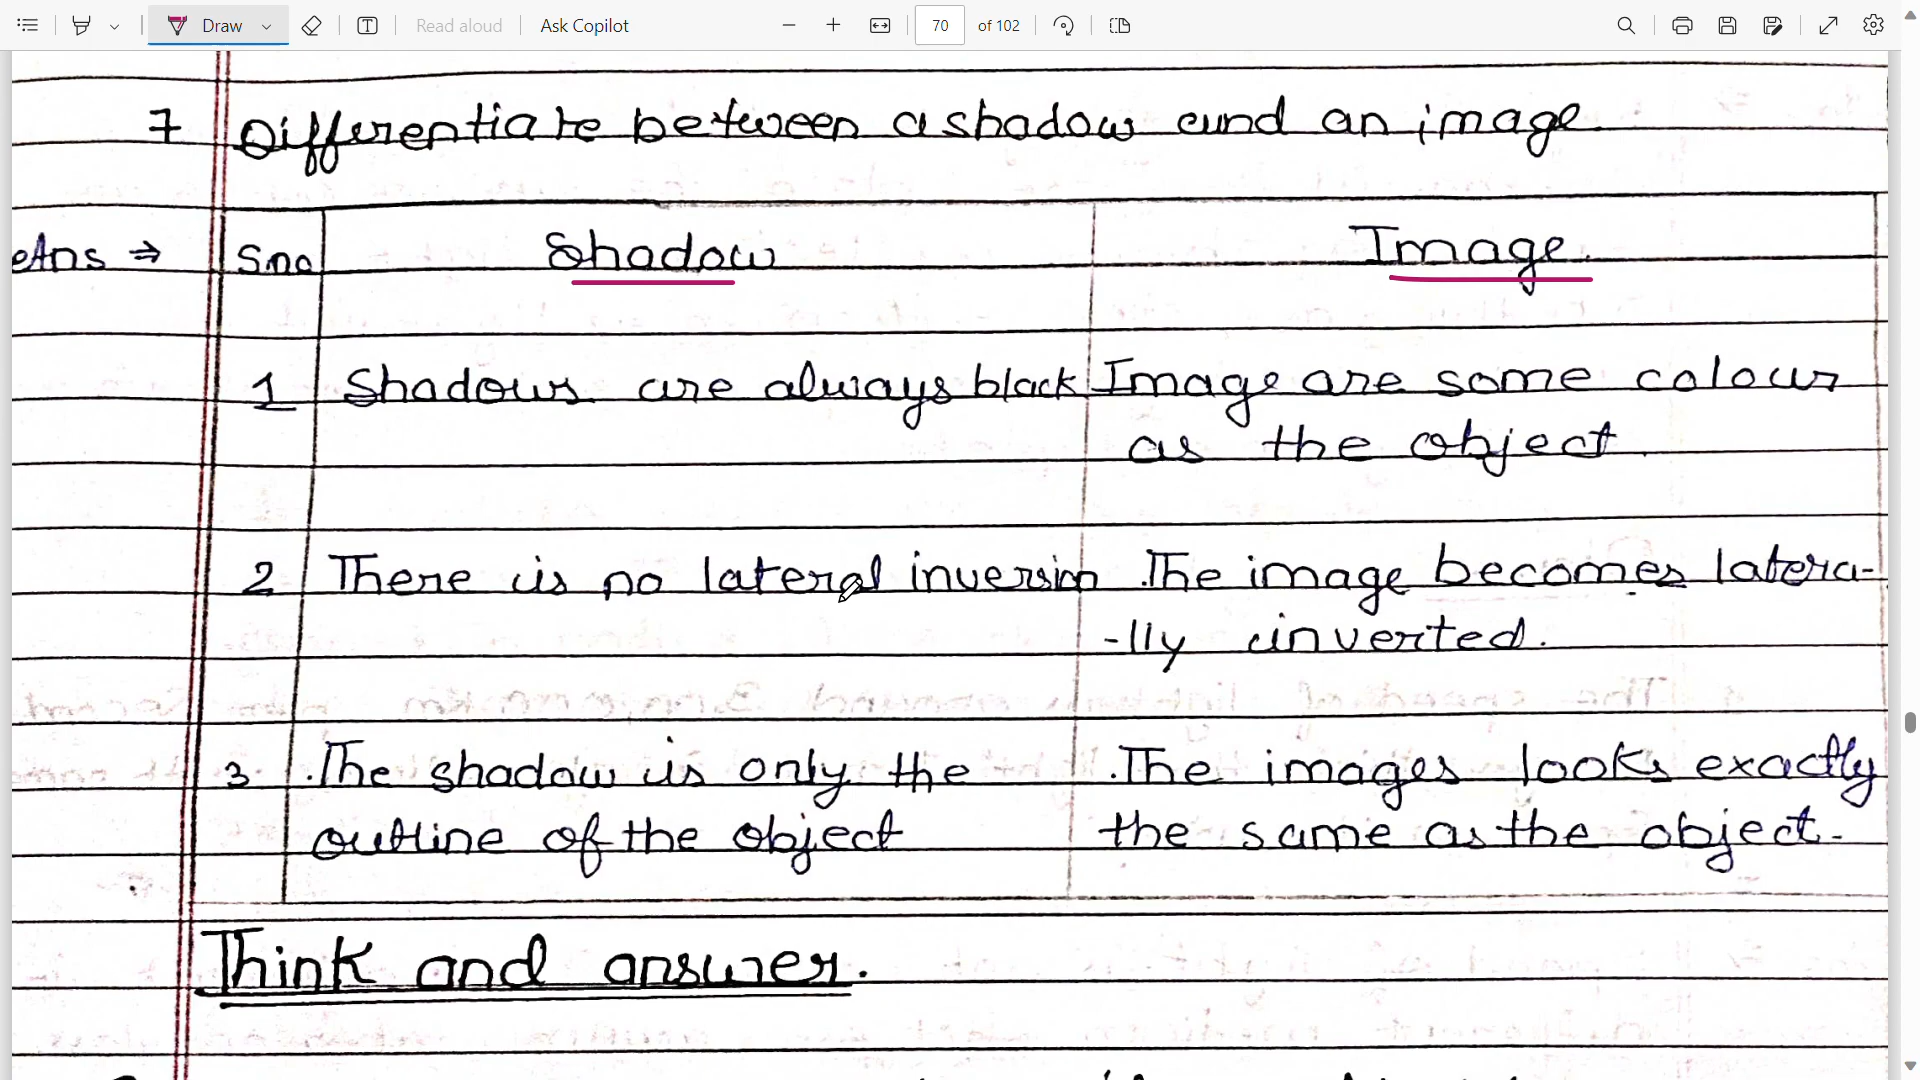 Draw
Read aloud
Ask Copilot
70 of 102
7 Differentiate between a shadow and an image.
Ans ⇒ S.no Shadow Image.
1 Shadows are always black Image are some colour
as the object.
2 There is no lateral inversion .The image becomes latera-
-lly inverted.
3 .The shadow is only the .The images looks exactly
outline of the object the same as the object.
Think and answer.